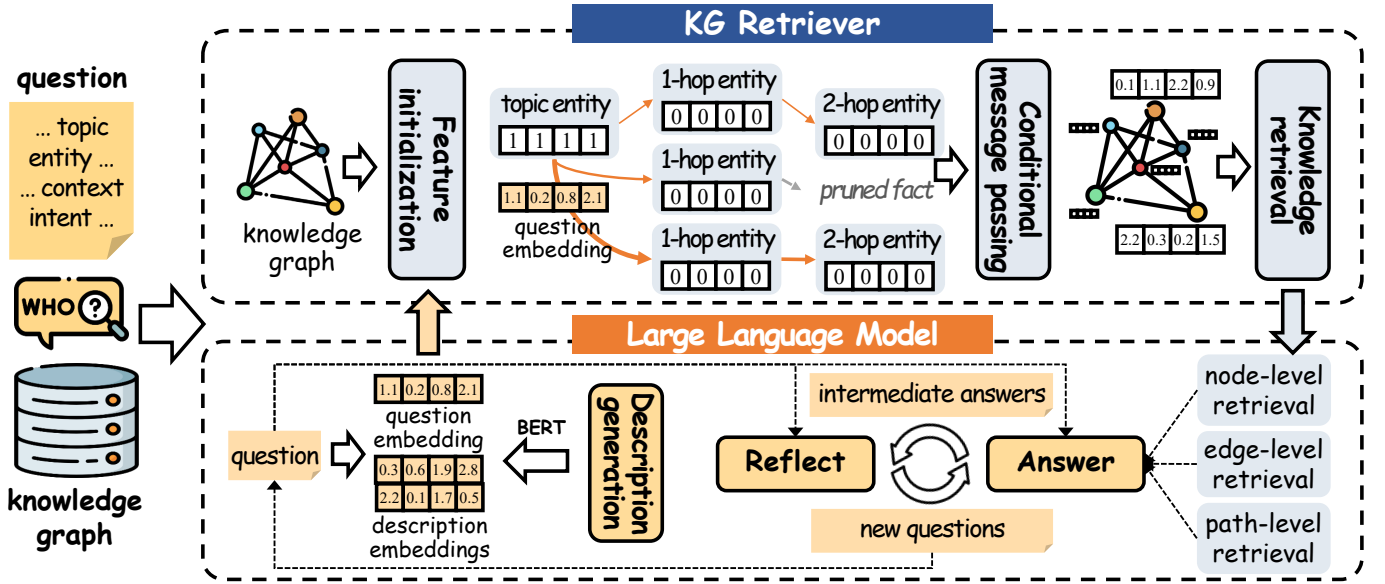 KG Retriever
question
... topic
entity ...
... context
intent ...
WHO ?
knowledge
graph
knowledge
graph
Feature
initialization
topic entity
1 1 1 1
1.1 0.2 0.8 2.1
question
embedding
1-hop entity
0 0 0 0
2-hop entity
0 0 0 0
1-hop entity
0 0 0 0
pruned fact
1-hop entity
0 0 0 0
2-hop entity
0 0 0 0
Conditional
message passing
0.1 1.1 2.2 0.9
2.2 0.3 0.2 1.5
Knowledge
retrieval
Large Language Model
question
1.1 0.2 0.8 2.1
question
embedding
0.3 0.6 1.9 2.8
2.2 0.1 1.7 0.5
description
embeddings
BERT
Description
generation
intermediate answers
Reflect
Answer
new questions
node-level
retrieval
edge-level
retrieval
path-level
retrieval